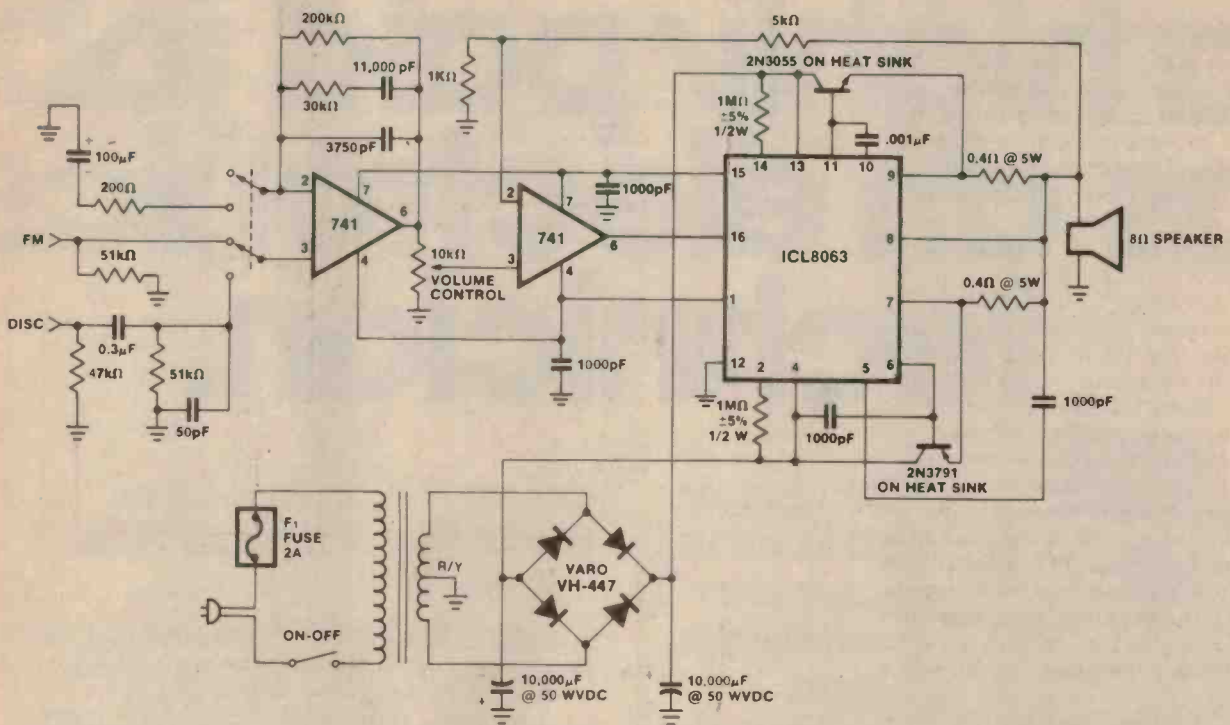 200kΩ
11,000 pF
30kΩ
3750pF
100µF
200Ω
FM
51kΩ
DISC
0.3µF
47kΩ
51kΩ
50pF
2
3
7
6
4
741
10kΩ
VOLUME
CONTROL
1KΩ
5kΩ
2N3055 ON HEAT SINK
1MΩ
±5%
1/2 W
.001µF
1000pF
2
3
7
6
4
741
1000pF
14
13
11
10
15
16
1
12
2
4
5
6
7
8
9
ICL8063
0.4Ω @ 5W
0.4Ω @ 5W
8Ω SPEAKER
1MΩ
±5%
1/2 W
1000pF
1000pF
2N3791
ON HEAT SINK
F1
FUSE
2A
ON-OFF
R/Y
VARO
VH-447
10,000µF
@ 50 WVDC
10,000µF
@ 50 WVDC